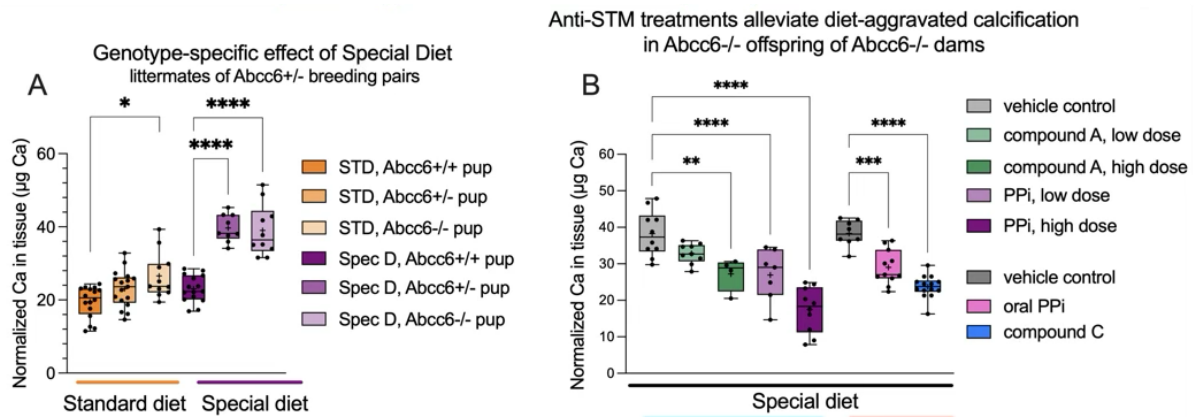 Genotype-specific effect of Special Diet
littermates of Abcc6+/- breeding pairs
A
*
****
****
Normalized Ca in tissue (µg Ca)
60
40
20
0
STD, Abcc6+/+ pup
STD, Abcc6+/- pup
STD, Abcc6-/- pup
Spec D, Abcc6+/+ pup
Spec D, Abcc6+/- pup
Spec D, Abcc6-/- pup
Standard diet
Special diet
Anti-STM treatments alleviate diet-aggravated calcification
in Abcc6-/- offspring of Abcc6-/- dams
B
****
****
**
****
***
Normalized Ca in tissue (µg Ca)
60
50
40
30
20
10
0
vehicle control
compound A, low dose
compound A, high dose
PPi, low dose
PPi, high dose
vehicle control
oral PPi
compound C
Special diet